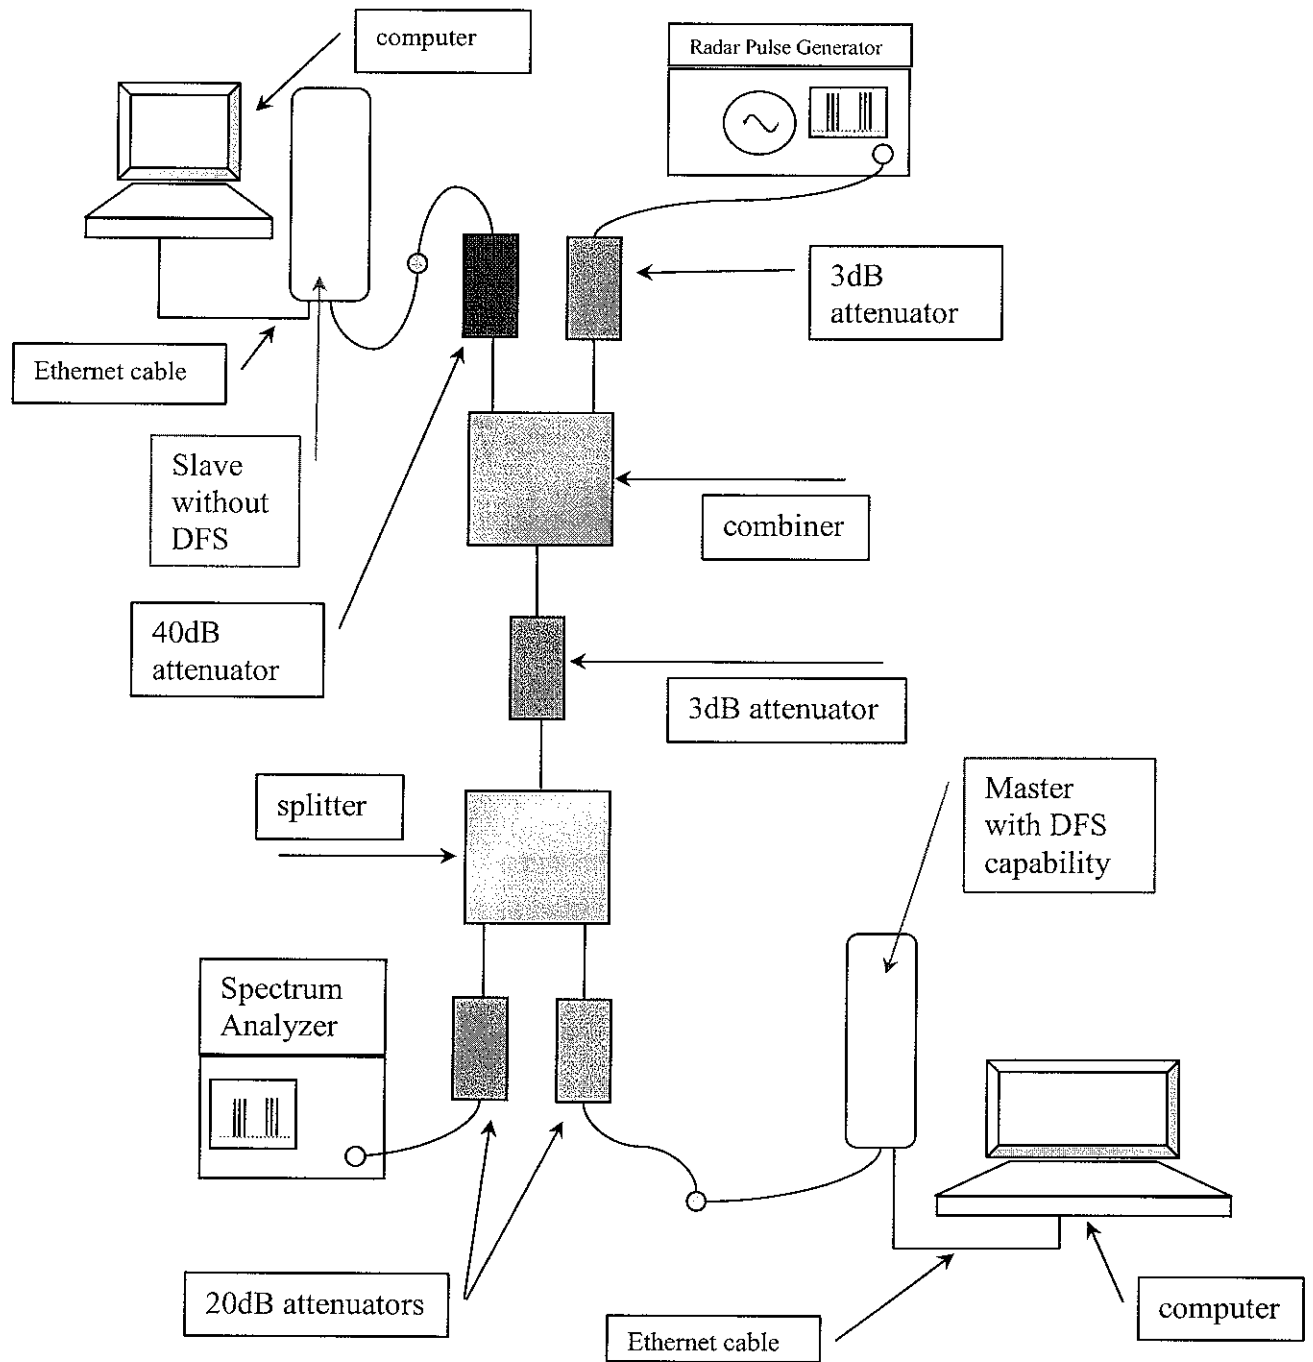 computer
Radar Pulse Generator
3dB
attenuator
Ethernet cable
Slave
without
DFS
combiner
40dB
attenuator
3dB attenuator
splitter
Master
with DFS
capability
Spectrum
Analyzer
20dB attenuators
Ethernet cable
computer